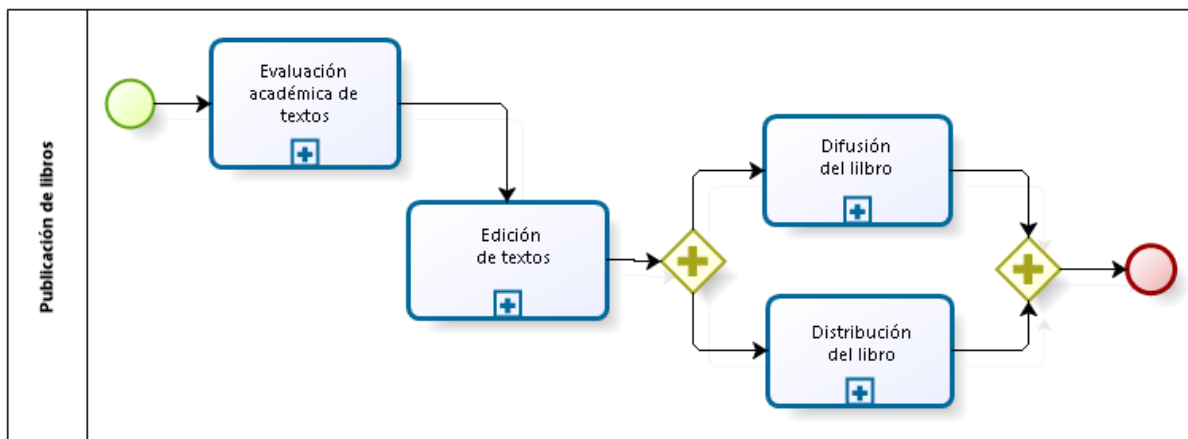 Publicación de libros
Evaluación
académica de
textos
Edición
de textos
Difusión
del lilbro
Distribución
del libro